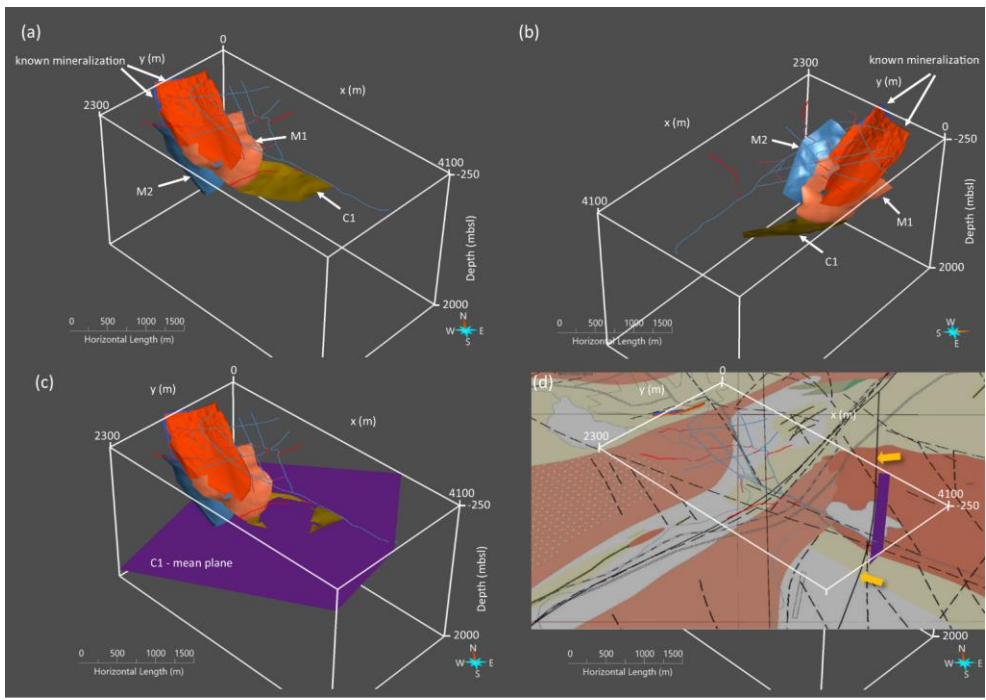 (a)
0
known mineralization
y (m)
x (m)
2300
M1
4100
-250
M2
C1
Depth (mbsl)
2000
0 500 1000 1500
Horizontal Length (m)
N
W E
S
(b)
2300
known mineralization
y (m)
x (m)
0
-250
M2
4100
M1
C1
Depth (mbsl)
2000
0 500 1000 1500
Horizontal Length (m)
W
S
E
(c)
0
y (m)
x (m)
2300
4100
-250
C1 - mean plane
Depth (mbsl)
2000
0 500 1000 1500
Horizontal Length (m)
N
W E
S
(d)
0
y (m)
x (m)
2300
4100
-250
Depth (mbsl)
2000
0 500 1000 1500
Horizontal Length (m)
N
W E
S